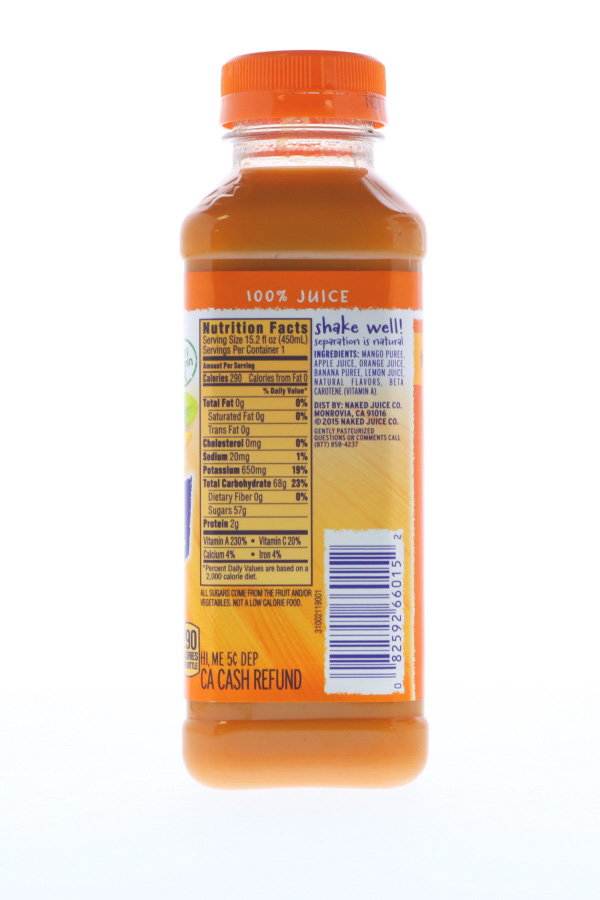 100% JUICE
Nutrition Facts
Serving Size 15.2 fl oz (450mL)
Servings Per Container 1
Amount Per Serving
Calories 290 Calories from Fat 0
% Daily Value*
Total Fat 0g 0%
Saturated Fat 0g 0%
Trans Fat 0g
Cholesterol 0mg 0%
Sodium 20mg 1%
Potassium 650mg 19%
Total Carbohydrate 68g 23%
Dietary Fiber 0g 0%
Sugars 57g
Protein 2g
Vitamin A 230% • Vitamin C 20%
Calcium 4% • Iron 4%
*Percent Daily Values are based on a
2,000 calorie diet.
ALL SUGARS COME FROM THE FRUIT AND/OR
VEGETABLES. NOT A LOW CALORIE FOOD.
HI, ME 5¢ DEP
CA CASH REFUND
shake well!
separation is natural
INGREDIENTS: MANGO PUREE,
APPLE JUICE, ORANGE JUICE,
BANANA PUREE, LEMON JUICE,
NATURAL FLAVORS, BETA
CAROTENE (VITAMIN A).
DIST BY: NAKED JUICE CO.
MONROVIA, CA 91016
©2015 NAKED JUICE CO.
GENTLY PASTEURIZED
QUESTIONS OR COMMENTS CALL
(877) 858-4237
31002119001
0 82592 66015 2